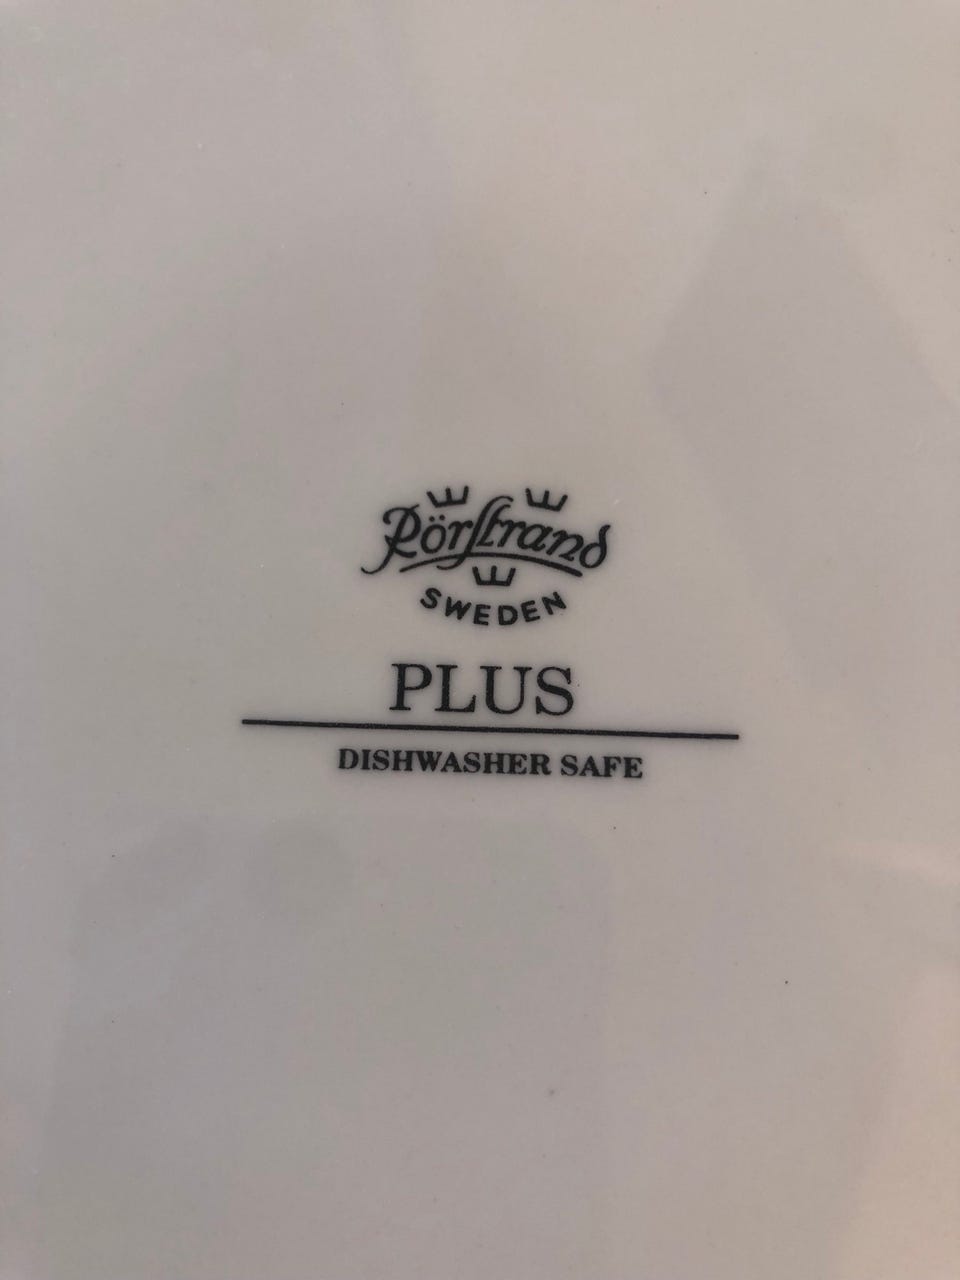 Rörstrand
SWEDEN
PLUS
DISHWASHER SAFE